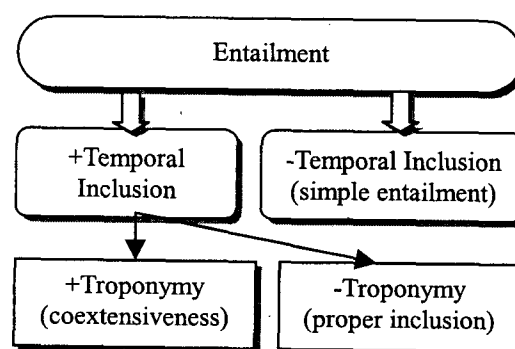 Entailment
+Temporal
Inclusion
-Temporal Inclusion
(simple entailment)
+Troponymy
(coextensiveness)
-Troponymy
(proper inclusion)